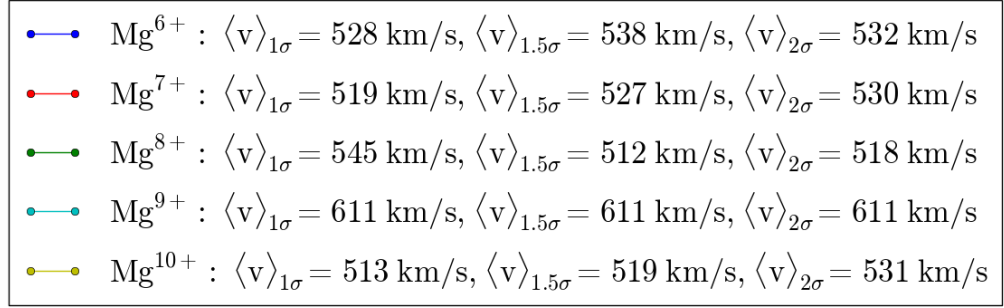 Mg⁶⁺ : ⟨v⟩₁σ = 528 km/s, ⟨v⟩₁.₅σ = 538 km/s, ⟨v⟩₂σ = 532 km/s
Mg⁷⁺ : ⟨v⟩₁σ = 519 km/s, ⟨v⟩₁.₅σ = 527 km/s, ⟨v⟩₂σ = 530 km/s
Mg⁸⁺ : ⟨v⟩₁σ = 545 km/s, ⟨v⟩₁.₅σ = 512 km/s, ⟨v⟩₂σ = 518 km/s
Mg⁹⁺ : ⟨v⟩₁σ = 611 km/s, ⟨v⟩₁.₅σ = 611 km/s, ⟨v⟩₂σ = 611 km/s
Mg¹⁰⁺ : ⟨v⟩₁σ = 513 km/s, ⟨v⟩₁.₅σ = 519 km/s, ⟨v⟩₂σ = 531 km/s